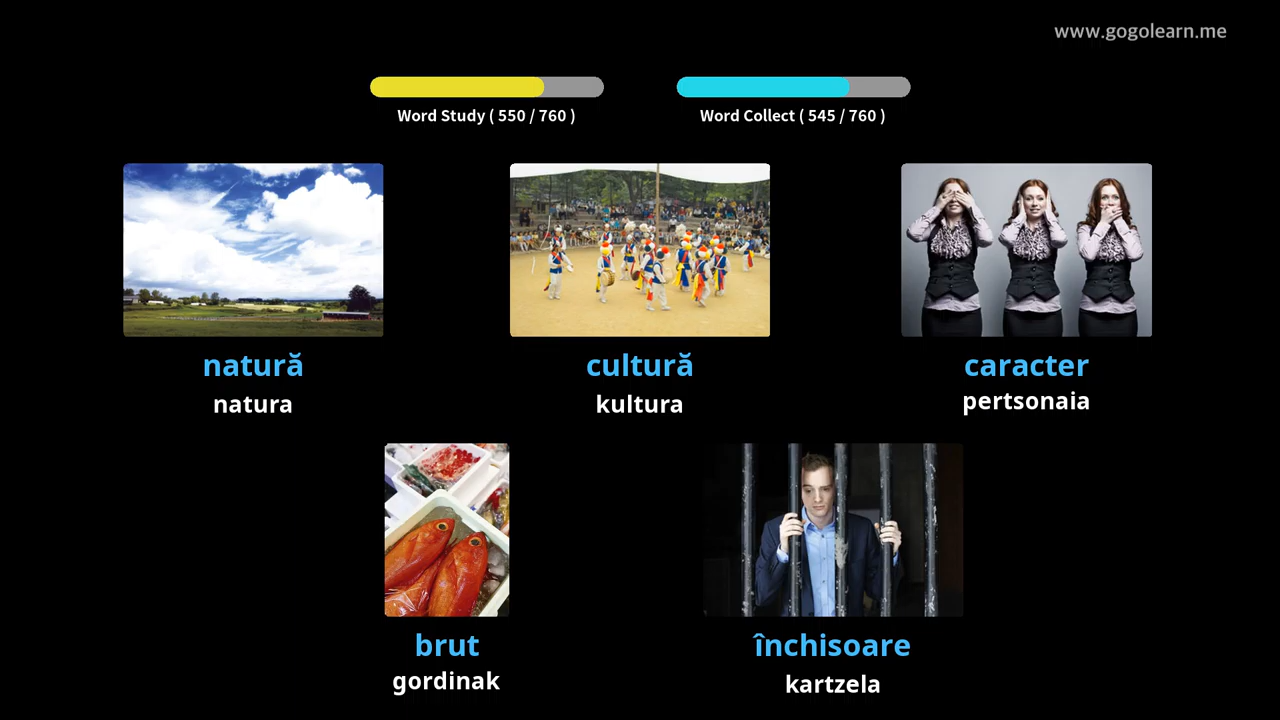 www.gogolearn.me
Word Study ( 550 / 760 )
Word Collect ( 545 / 760 )
natură
natura
cultură
kultura
caracter
pertsonaia
brut
gordinak
închisoare
kartzela